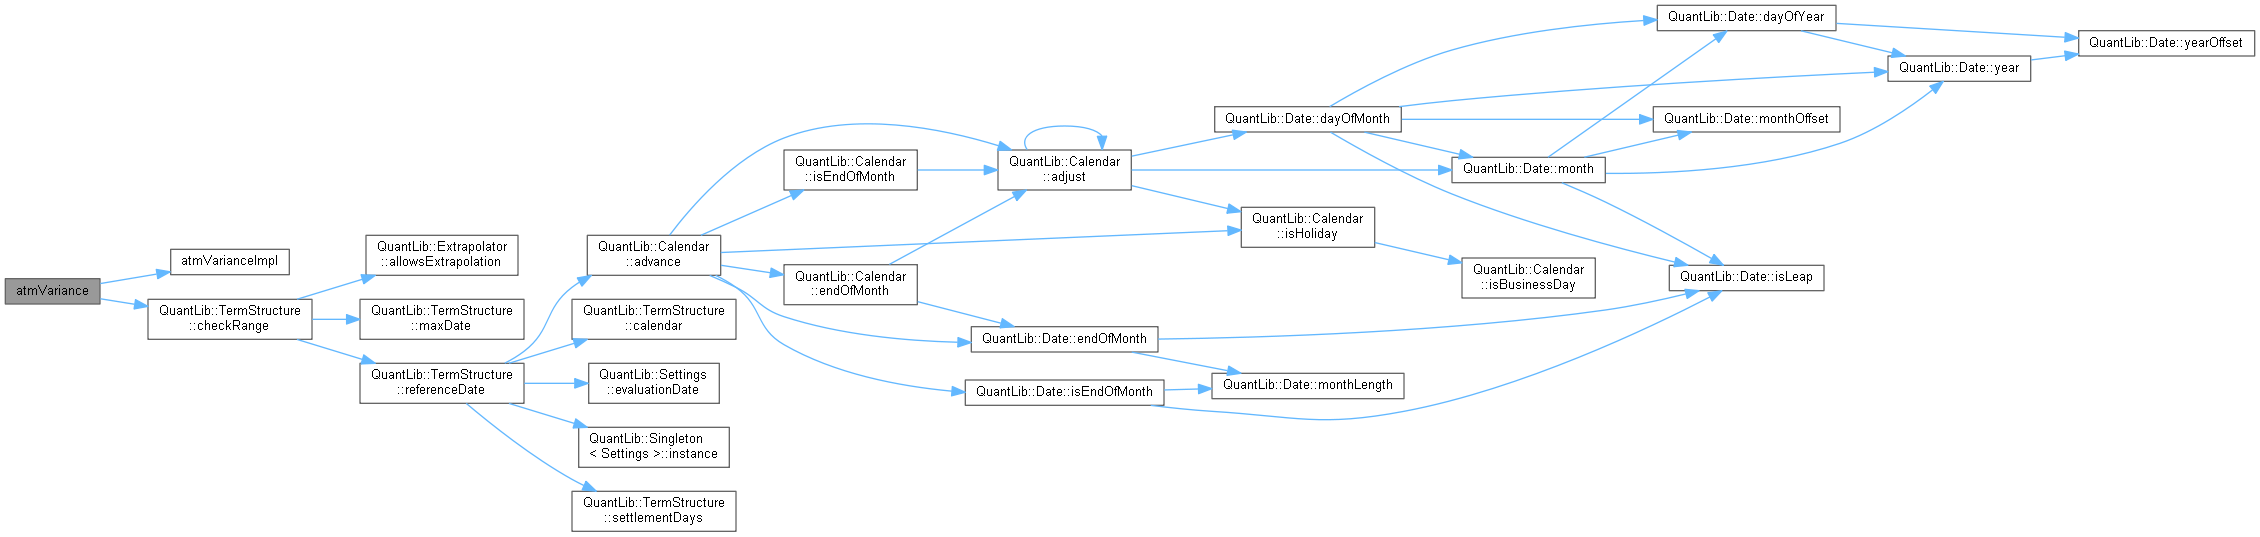 atmVariance
atmVarianceImpl
QuantLib::TermStructure
::checkRange
QuantLib::Extrapolator
::allowsExtrapolation
QuantLib::TermStructure
::maxDate
QuantLib::TermStructure
::referenceDate
QuantLib::Calendar
::advance
QuantLib::TermStructure
::calendar
QuantLib::Settings
::evaluationDate
QuantLib::Singleton
< Settings >::instance
QuantLib::TermStructure
::settlementDays
QuantLib::Calendar
::isEndOfMonth
QuantLib::Calendar
::endOfMonth
QuantLib::Calendar
::adjust
QuantLib::Date::endOfMonth
QuantLib::Date::isEndOfMonth
QuantLib::Date::dayOfMonth
QuantLib::Calendar
::isHoliday
QuantLib::Date::monthLength
QuantLib::Date::month
QuantLib::Calendar
::isBusinessDay
QuantLib::Date::dayOfYear
QuantLib::Date::monthOffset
QuantLib::Date::isLeap
QuantLib::Date::year
QuantLib::Date::yearOffset